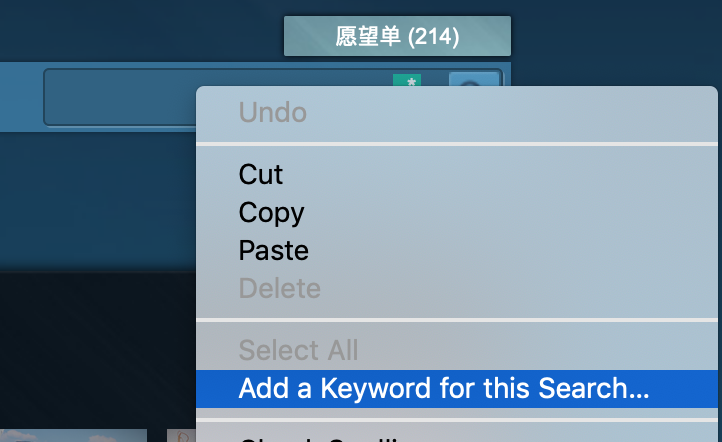 愿望单 (214)
*
Undo
Cut
Copy
Paste
Delete
Select All
Add a Keyword for this Search...